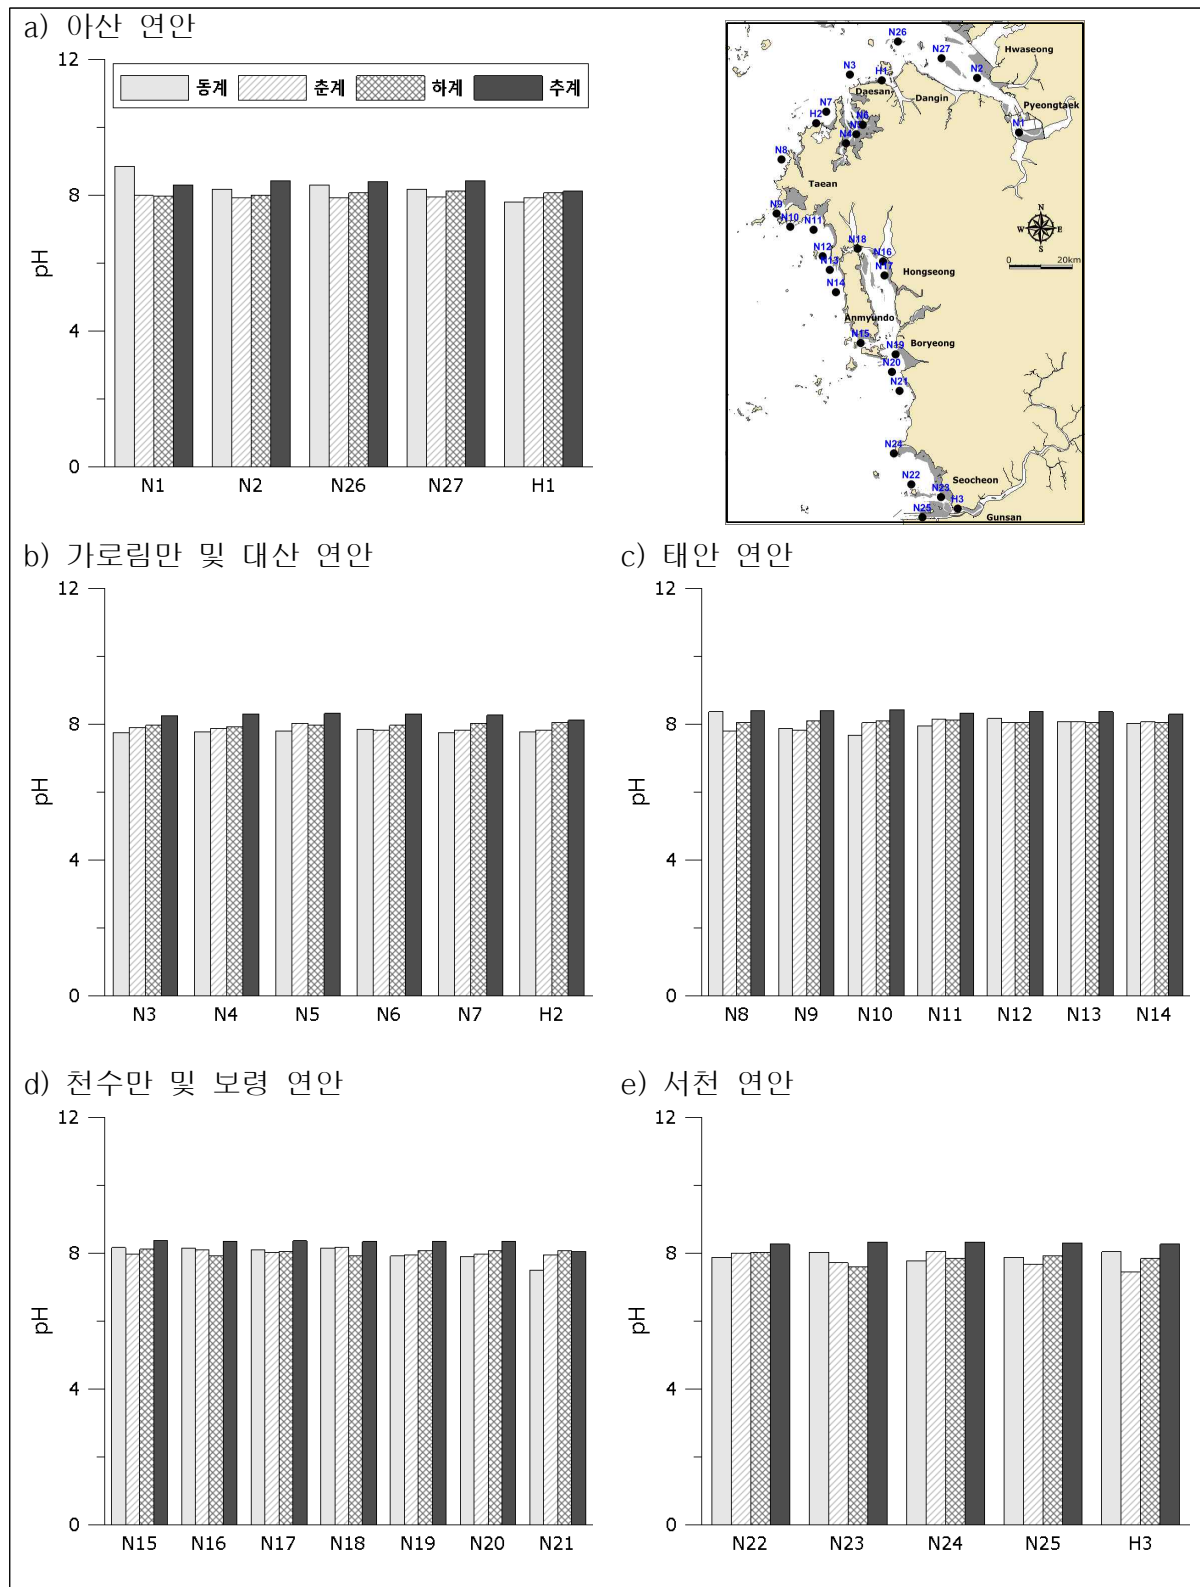 a) 아산 연안
12
8
4
0
pH
동계 춘계 하계 추계
N1 N2 N26 N27 H1
N26
N27
Hwaseong
N3
H1
N2
Daesan
Dangin
Pyeongtaek
N7
H2
N6
N5
N4
N1
N8
Taean
N9
N10
N11
N
W E
S
N18
N12
N16
N13
N17
Hongseong
0 20km
N14
Anmyundo
N15
Boryeong
N19
N20
N21
N24
N22
Seocheon
N23
H3
N25
Gunsan
b) 가로림만 및 대산 연안
12
8
4
0
pH
N3 N4 N5 N6 N7 H2
c) 태안 연안
12
8
4
0
pH
N8 N9 N10 N11 N12 N13 N14
d) 천수만 및 보령 연안
12
8
4
0
pH
N15 N16 N17 N18 N19 N20 N21
e) 서천 연안
12
8
4
0
pH
N22 N23 N24 N25 H3